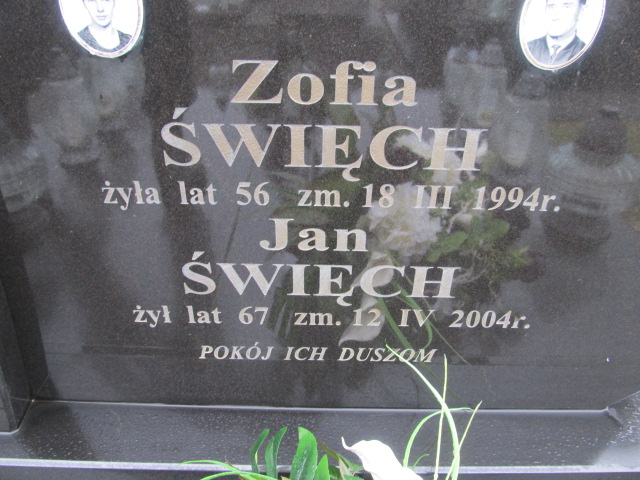 Zofia
ŚWIĘCH
żyła lat 56 zm. 18 III 1994r.
Jan
ŚWIĘCH
żył lat 67 zm. 12 IV 2004r.
POKÓJ ICH DUSZOM